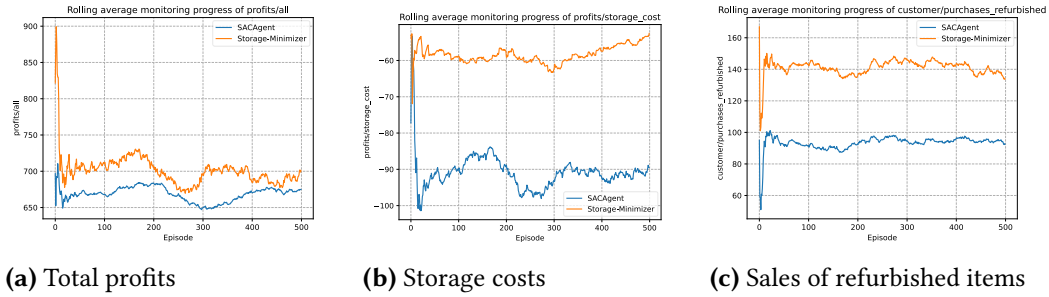 Rolling average monitoring progress of profits/all
900
850
800
750
700
650
profits/all
0 100 200 300 400 500
Episode
SACAgent
Storage-Minimizer
(a) Total profits
Rolling average monitoring progress of profits/storage_cost
−60
−70
−80
−90
−100
profits/storage_cost
0 100 200 300 400 500
Episode
SACAgent
Storage-Minimizer
(b) Storage costs
Rolling average monitoring progress of customer/purchases_refurbished
160
140
120
100
80
60
customer/purchases_refurbished
0 100 200 300 400 500
Episode
SACAgent
Storage-Minimizer
(c) Sales of refurbished items